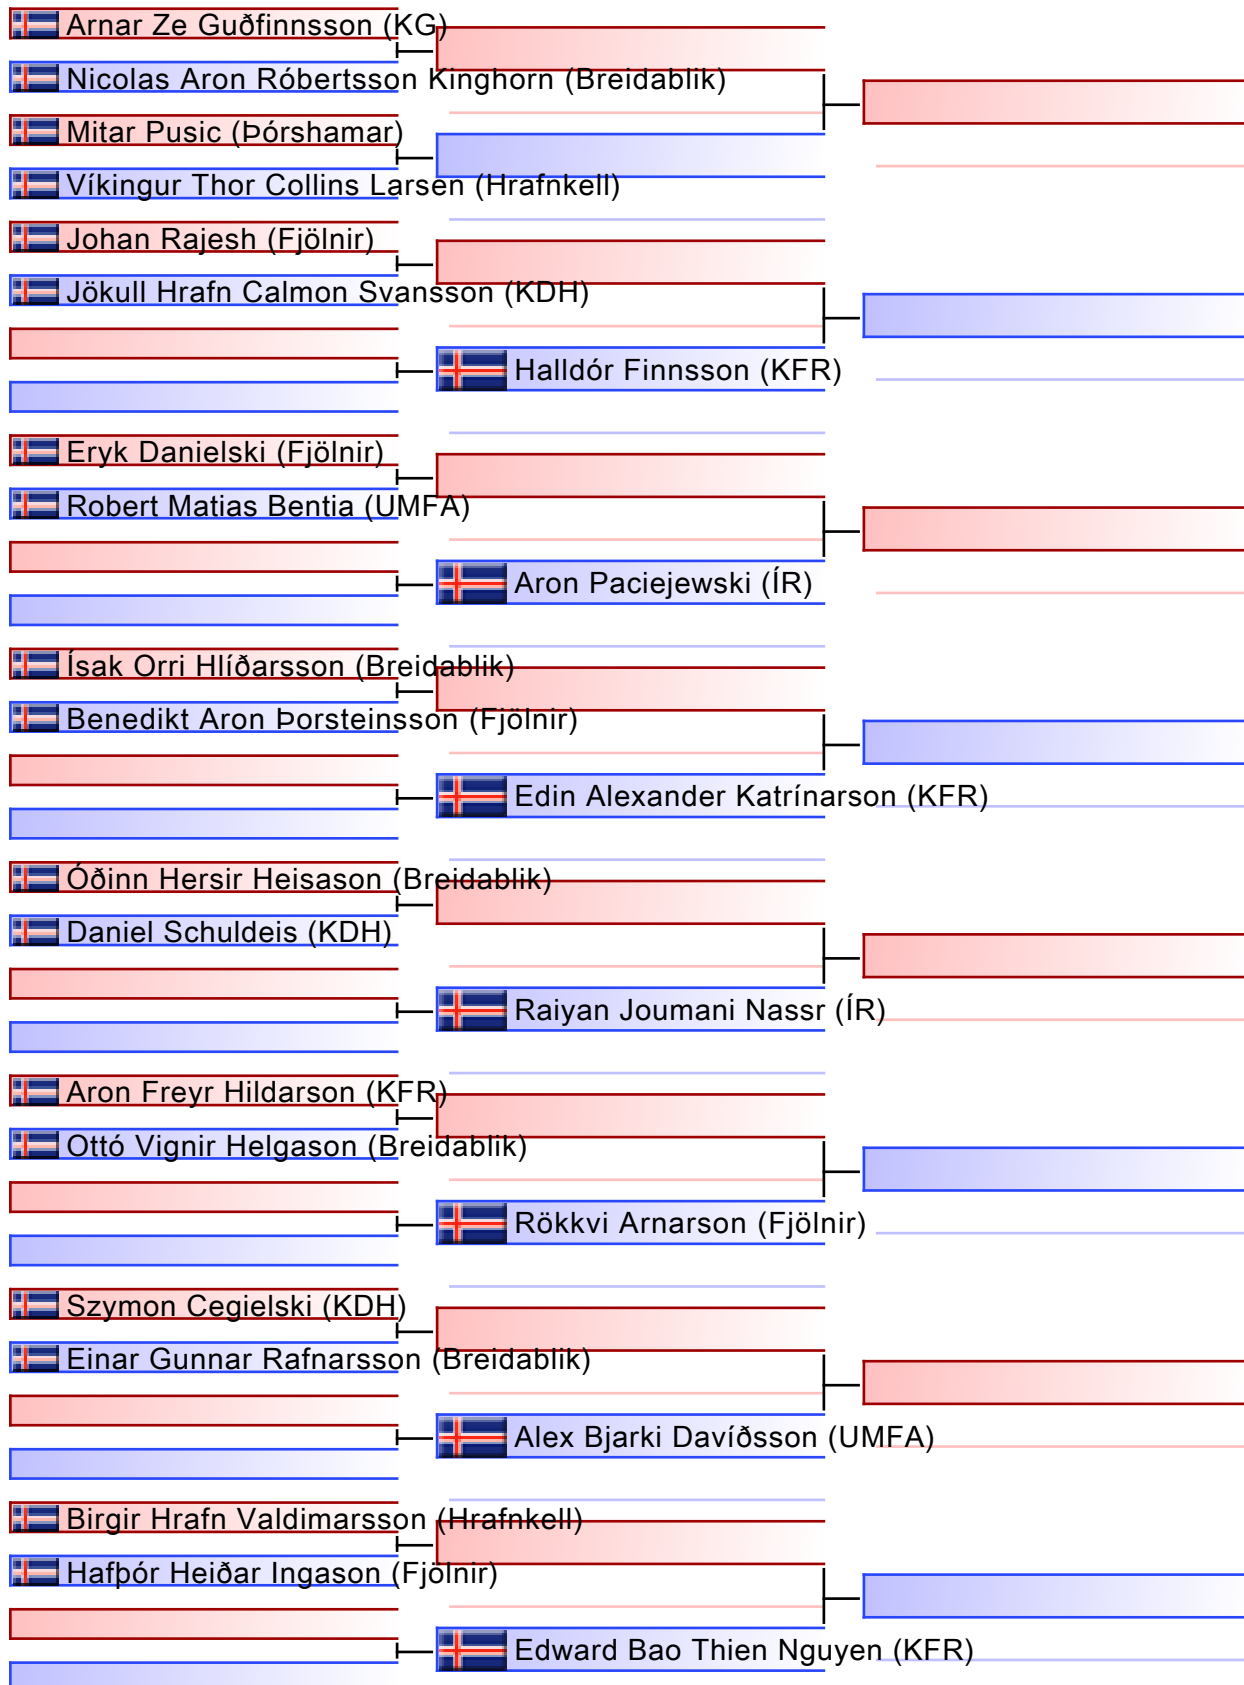 Arnar Ze Guðfinnsson (KG)
Nicolas Aron Róbertsson Kinghorn (Breidablik)
Mitar Pusic (Þórshamar)
Víkingur Thor Collins Larsen (Hrafnkell)
Johan Rajesh (Fjölnir)
Jökull Hrafn Calmon Svansson (KDH)
Halldór Finnsson (KFR)
Eryk Danielski (Fjölnir)
Robert Matias Bentia (UMFA)
Aron Paciejewski (ÍR)
Ísak Orri Hlíðarsson (Breidablik)
Benedikt Aron Þorsteinsson (Fjölnir)
Edin Alexander Katrínarson (KFR)
Óðinn Hersir Heisason (Breidablik)
Daniel Schuldeis (KDH)
Raiyan Joumani Nassr (ÍR)
Aron Freyr Hildarson (KFR)
Ottó Vignir Helgason (Breidablik)
Rökkvi Arnarson (Fjölnir)
Szymon Cegielski (KDH)
Einar Gunnar Rafnarsson (Breidablik)
Alex Bjarki Davíðsson (UMFA)
Birgir Hrafn Valdimarsson (Hrafnkell)
Hafþór Heiðar Ingason (Fjölnir)
Edward Bao Thien Nguyen (KFR)